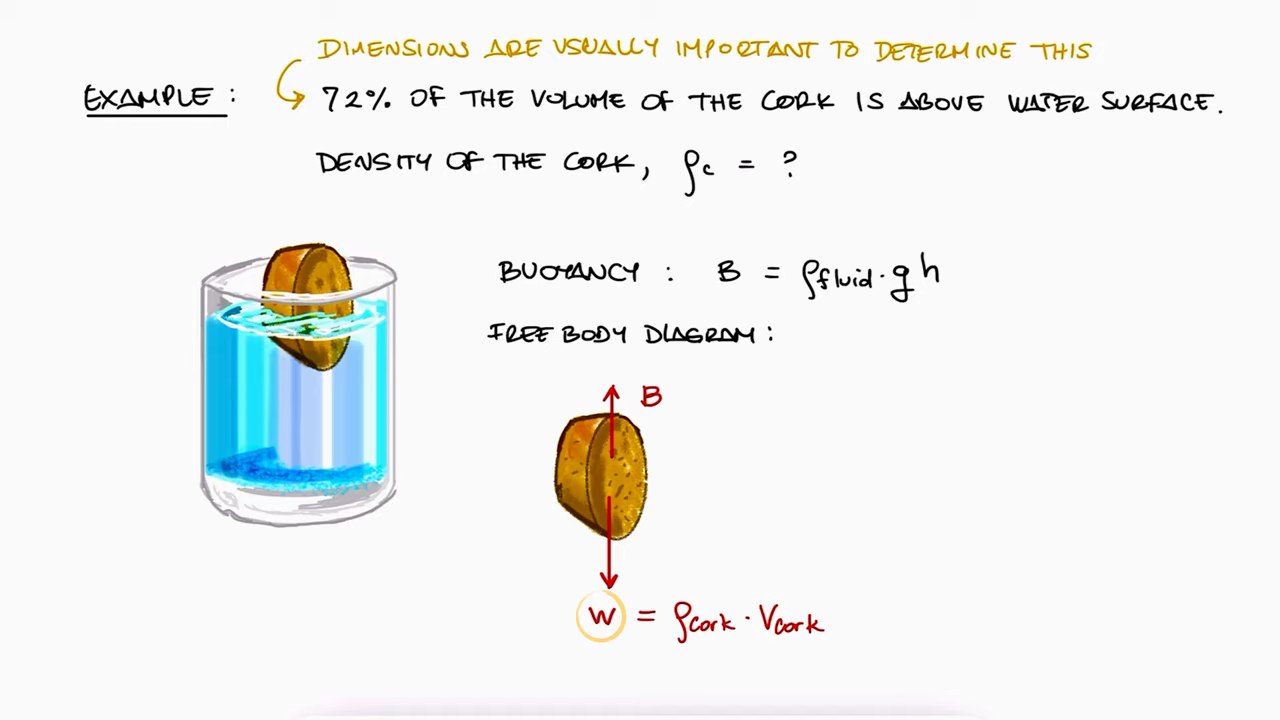 DIMENSIONS ARE USUALLY IMPORTANT TO DETERMINE THIS
EXAMPLE: 72% OF THE VOLUME OF THE CORK IS ABOVE WATER SURFACE.
DENSITY OF THE CORK, ρc = ?
BUOYANCY: B = ρfluid·gh
FREE BODY DIAGRAM:
B
W = ρcork·Vcork